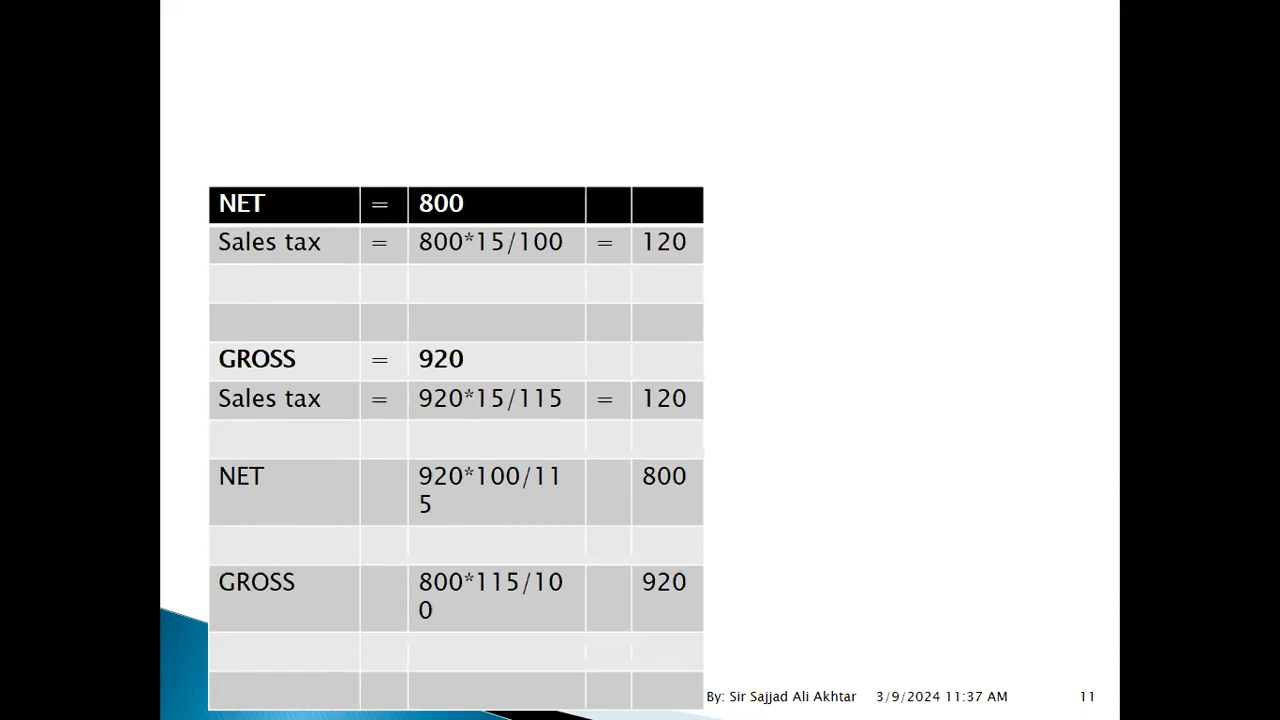 NET = 800
Sales tax = 800*15/100 = 120
GROSS = 920
Sales tax = 920*15/115 = 120
NET 920*100/11 800
5
GROSS 800*115/10 920
0
By: Sir Sajjad Ali Akhtar 3/9/2024 11:37 AM 11